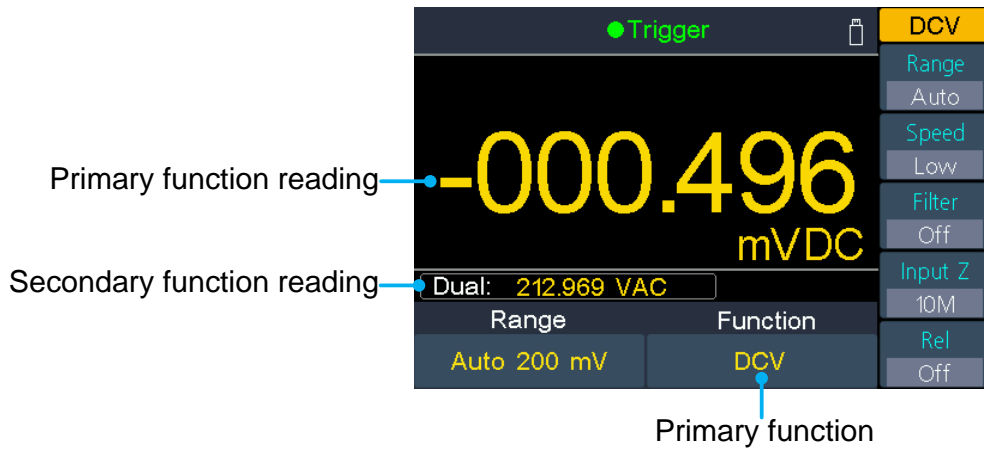 Trigger
DCV
Range
Auto
Speed
Low
Primary function reading
-000.496
Filter
Off
mVDC
Input Z
10M
Secondary function reading
Dual: 212.969 VAC
Range
Function
Rel
Off
Auto 200 mV
DCV
Primary function